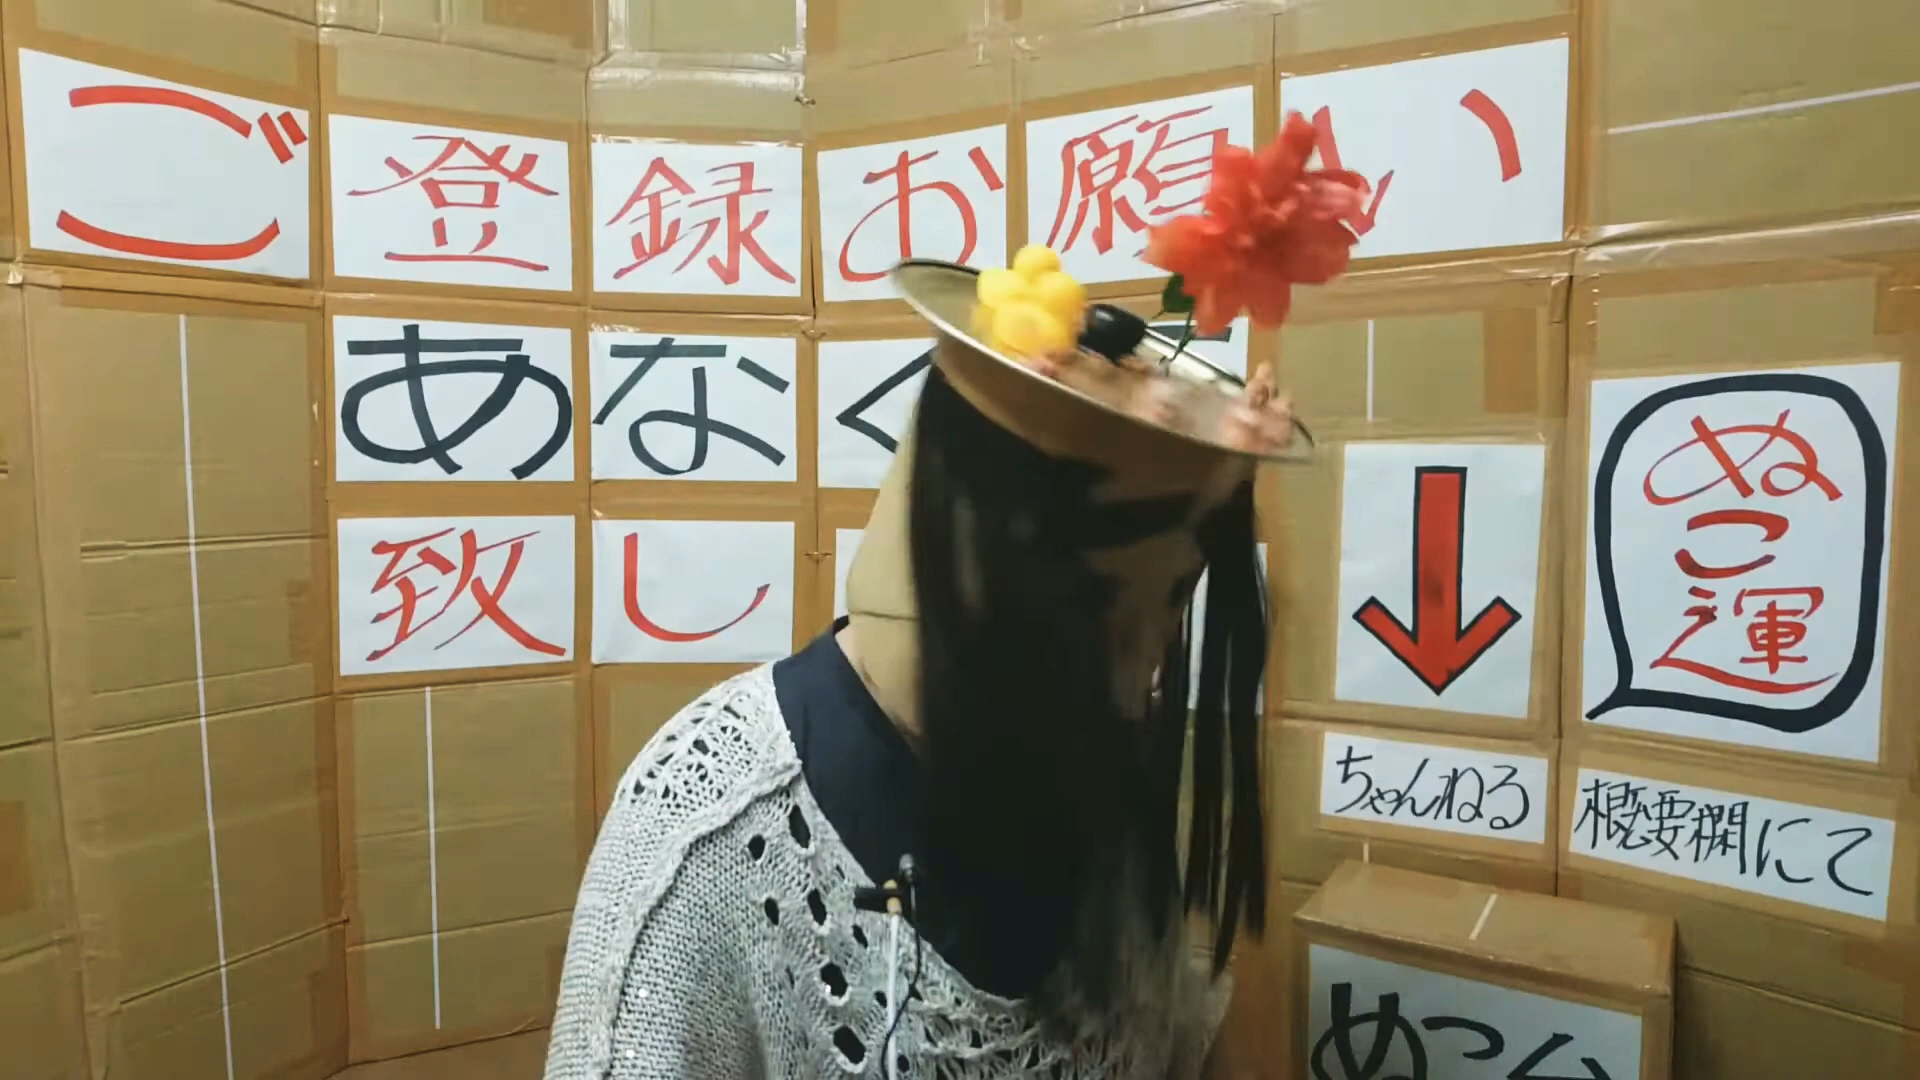 ご登録お願い
あなく
致し
ぬこ運
ちゃんねる
概要欄にて
めっ